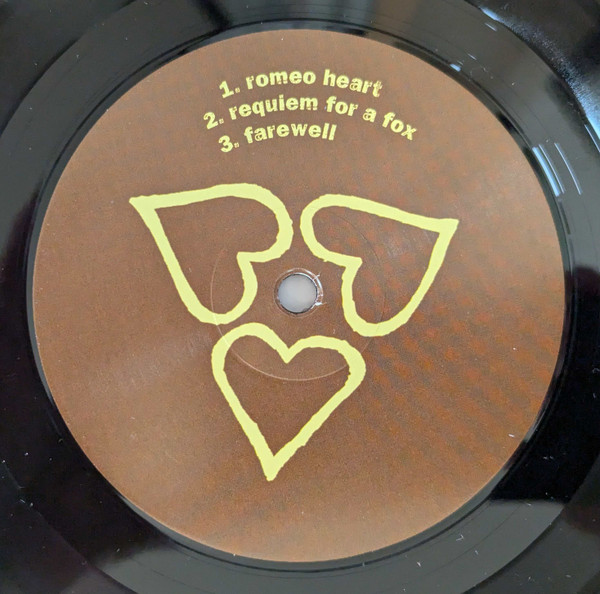 1. romeo heart
2. requiem for a fox
3. farewell